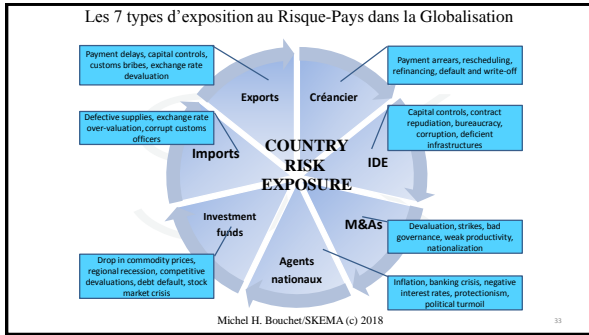 Les 7 types d'exposition au Risque-Pays dans la Globalisation
Payment delays, capital controls,
customs bribes, exchange rate
devaluation
Payment arrears, rescheduling,
refinancing, default and write-off
Exports
Créancier
Defective supplies, exchange rate
over-valuation, corrupt customs
officers
Capital controls, contract
repudiation, bureaucracy,
corruption, deficient
infrastructures
Imports
COUNTRY
RISK
EXPOSURE
IDE
Investment
funds
M&As
Devaluation, strikes, bad
governance, weak productivity,
nationalization
Drop in commodity prices,
regional recession, competitive
devaluations, debt default, stock
market crisis
Agents
nationaux
Inflation, banking crisis, negative
interest rates, protectionism,
political turmoil
Michel H. Bouchet/SKEMA (c) 2018
33